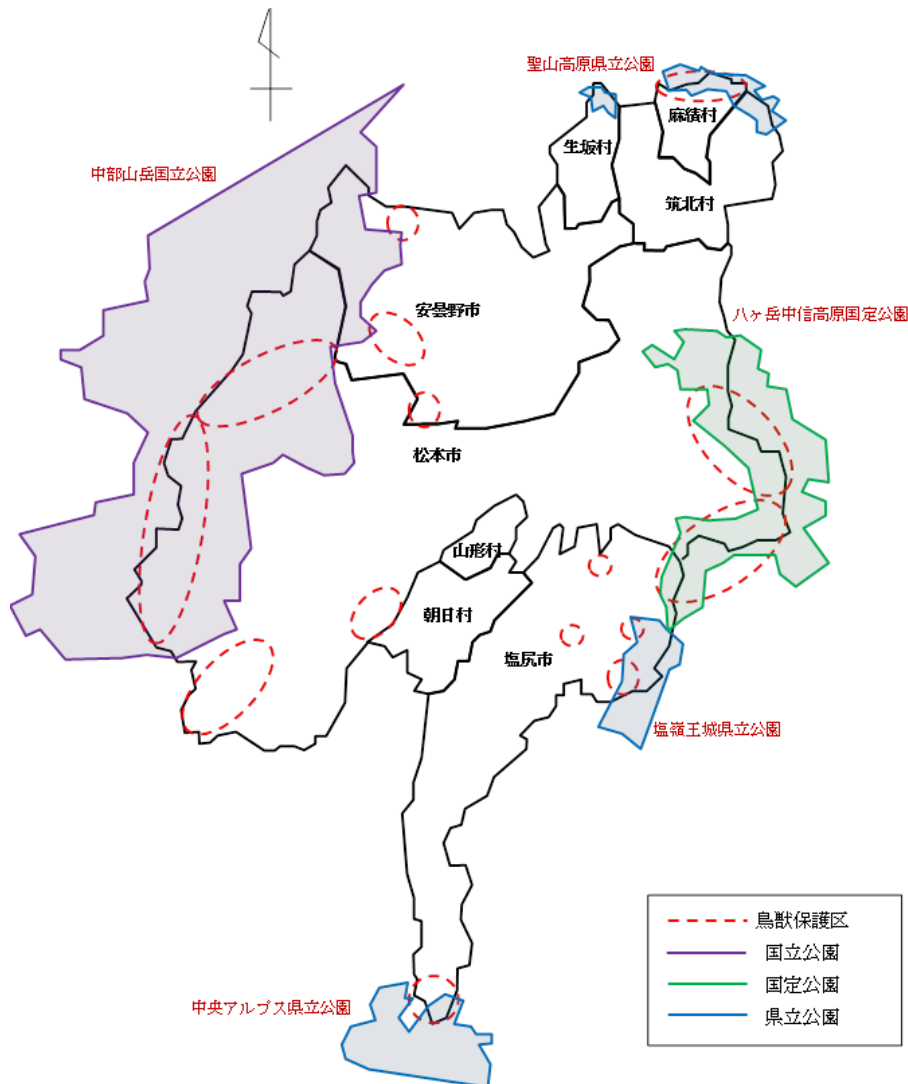 聖山高原県立公園
麻績村
生坂村
中部山岳国立公園
筑北村
安曇野市
八ヶ岳中信高原国定公園
松本市
山形村
朝日村
塩尻市
塩嶺王城県立公園
中央アルプス県立公園
鳥獣保護区
国立公園
国定公園
県立公園